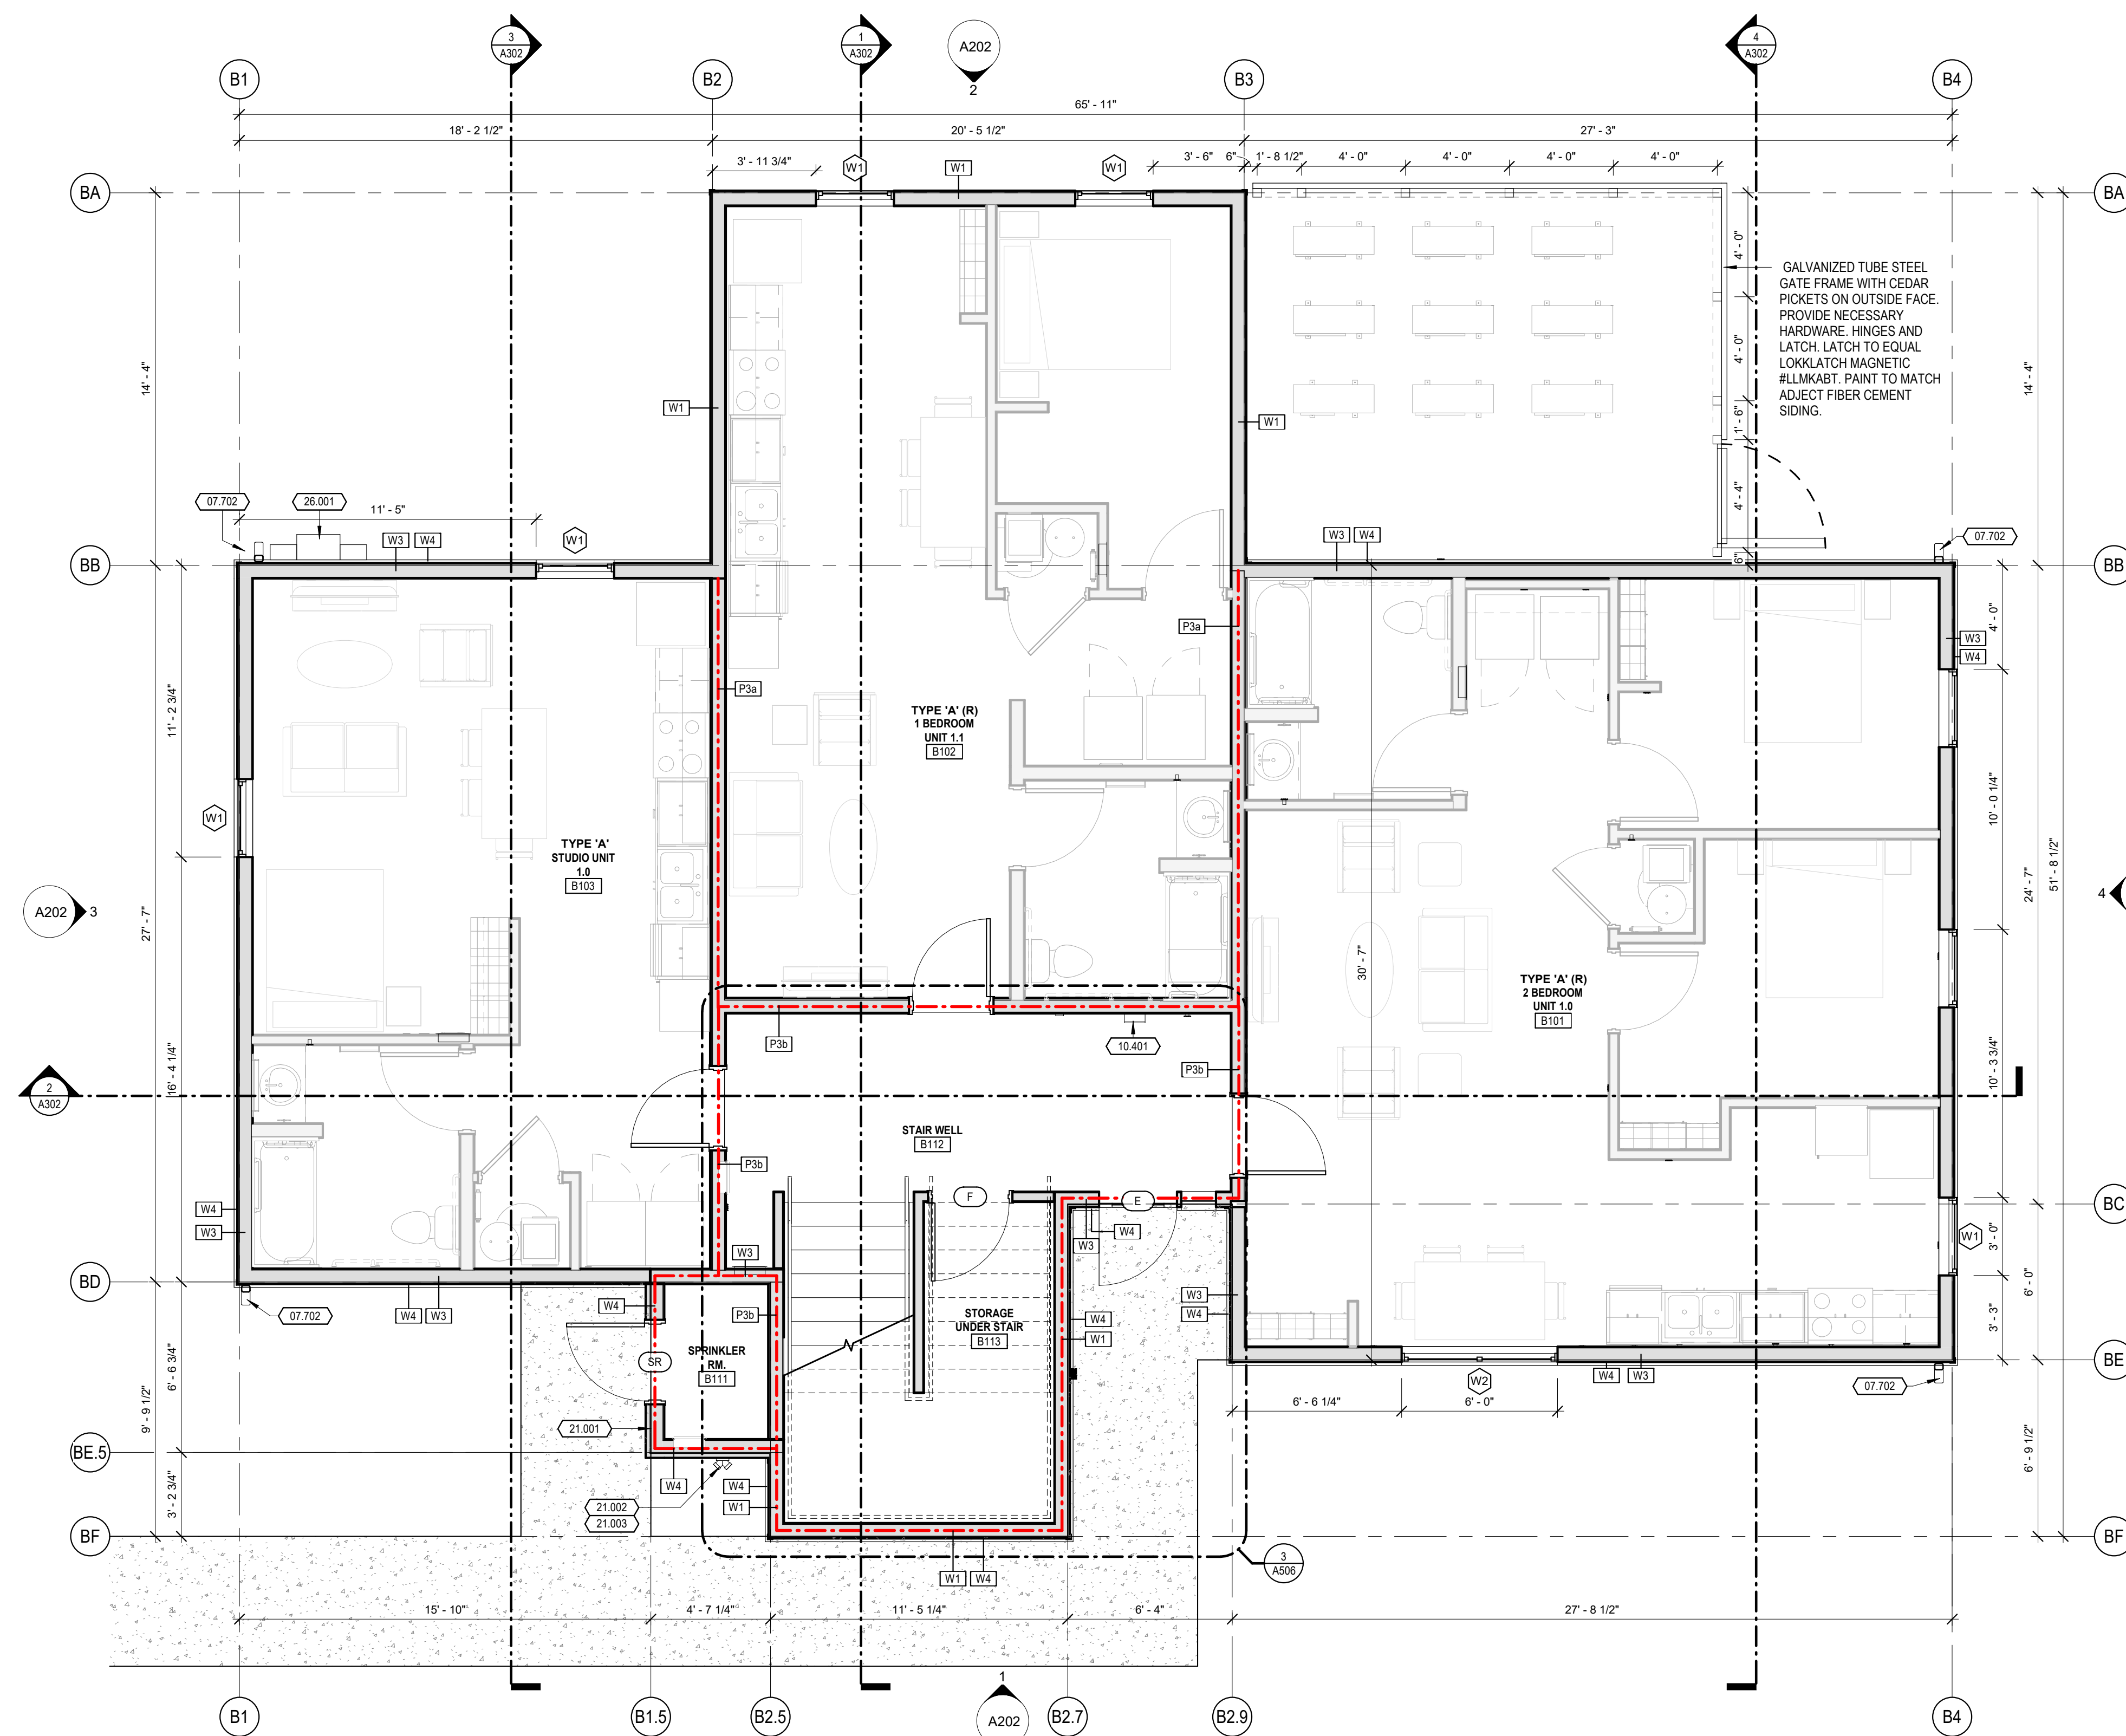 3
A302
1
A302
A202
2
4
A302
B1
B2
B3
B4
65' - 11"
18' - 2 1/2"
20' - 5 1/2"
27' - 3"
3' - 11 3/4"
W1
W1
W1
3' - 6"
6"
1' - 8 1/2"
4' - 0"
4' - 0"
4' - 0"
4' - 0"
BA
BA
14' - 4"
4' - 0"
4' - 0"
1' - 6"
4' - 4"
6"
GALVANIZED TUBE STEEL
GATE FRAME WITH CEDAR
PICKETS ON OUTSIDE FACE.
PROVIDE NECESSARY
HARDWARE. HINGES AND
LATCH. LATCH TO EQUAL
LOKKLATCH MAGNETIC
#LLMKABT. PAINT TO MATCH
ADJECT FIBER CEMENT
SIDING.
14' - 4"
W1
W1
07.702
26.001
11' - 5"
W3
W4
W1
W3
W4
07.702
BB
BB
P3a
P3a
4' - 0"
W3
W4
11' - 2 3/4"
TYPE 'A' (R)
1 BEDROOM
UNIT 1.1
B102
W1
10' - 0 1/4"
TYPE 'A'
STUDIO UNIT
1.0
B103
51' - 8 1/2"
24' - 7"
A202
3
4
27' - 7"
30' - 7"
TYPE 'A' (R)
2 BEDROOM
UNIT 1.0
B101
P3b
10.401
P3b
16' - 4 1/4"
10' - 3 3/4"
2
A302
STAIR WELL
B112
P3b
F
E
W4
W3
W3
W4
W3
BC
W1
3' - 0"
BD
07.702
W4
W3
W4
P3b
STORAGE
UNDER STAIR
B113
W4
W1
W3
W4
6' - 0"
3' - 3"
SR
SPRINKLER
RM.
B111
BE
W2
W4
W3
07.702
6' - 6 3/4"
9' - 9 1/2"
21.001
6' - 6 1/4"
6' - 0"
BE.5
W4
W4
W1
21.002
21.003
3' - 2 3/4"
6' - 9 1/2"
BF
BF
3
A506
W1
W4
15' - 10"
4' - 7 1/4"
11' - 5 1/4"
6' - 4"
27' - 8 1/2"
1
A202
B1
B1.5
B2.5
B2.7
B2.9
B4